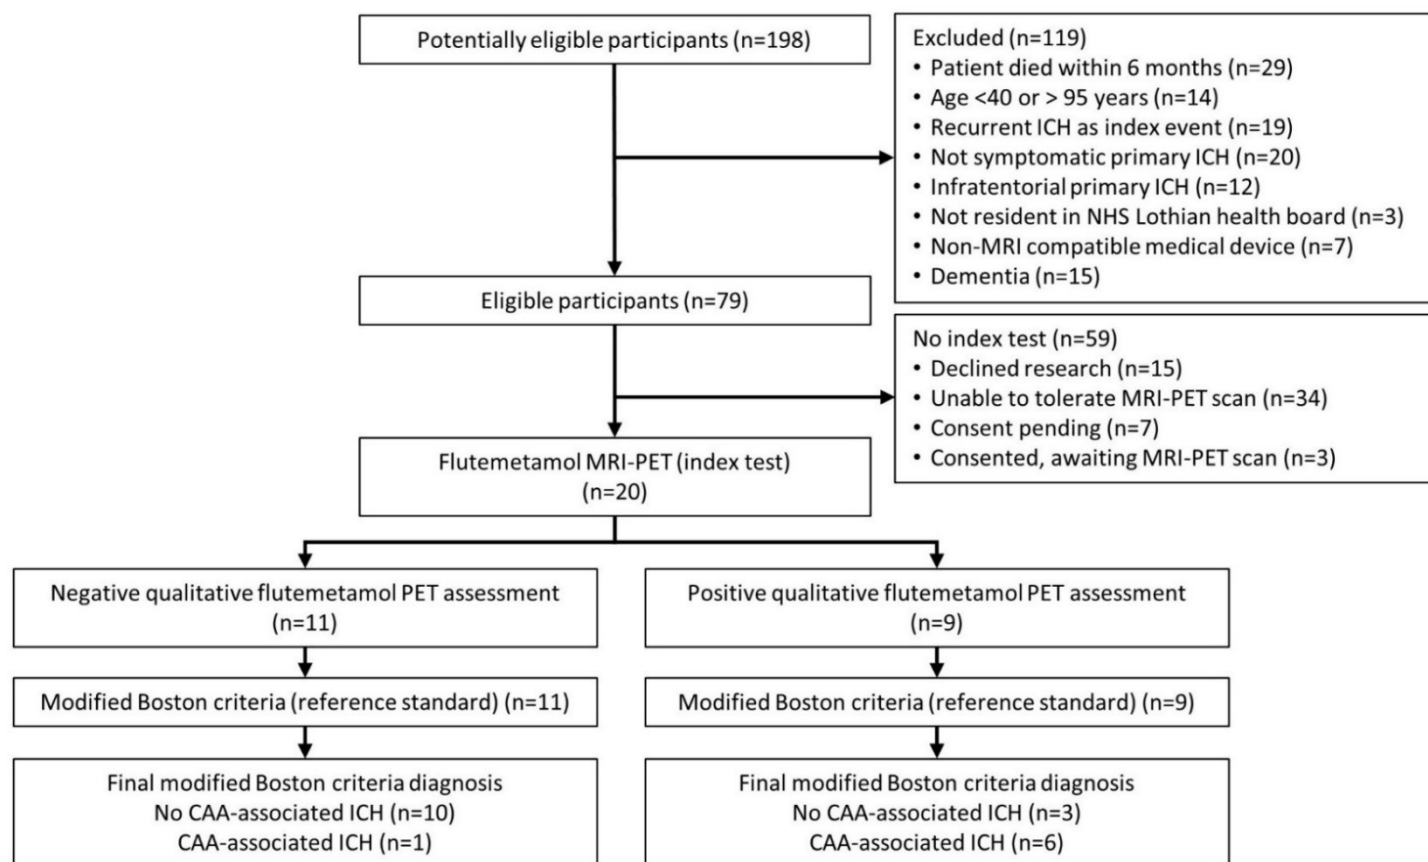 Potentially eligible participants (n=198)
Excluded (n=119)
• Patient died within 6 months (n=29)
• Age <40 or > 95 years (n=14)
• Recurrent ICH as index event (n=19)
• Not symptomatic primary ICH (n=20)
• Infratentorial primary ICH (n=12)
• Not resident in NHS Lothian health board (n=3)
• Non-MRI compatible medical device (n=7)
• Dementia (n=15)
Eligible participants (n=79)
No index test (n=59)
• Declined research (n=15)
• Unable to tolerate MRI-PET scan (n=34)
• Consent pending (n=7)
• Consented, awaiting MRI-PET scan (n=3)
Flutemetamol MRI-PET (index test)
(n=20)
Negative qualitative flutemetamol PET assessment
(n=11)
Positive qualitative flutemetamol PET assessment
(n=9)
Modified Boston criteria (reference standard) (n=11)
Modified Boston criteria (reference standard) (n=9)
Final modified Boston criteria diagnosis
No CAA-associated ICH (n=10)
CAA-associated ICH (n=1)
Final modified Boston criteria diagnosis
No CAA-associated ICH (n=3)
CAA-associated ICH (n=6)